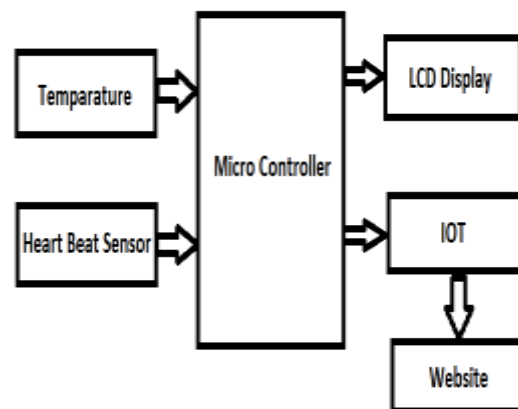 Temparature
Heart Beat Sensor
Micro Controller
LCD Display
IOT
Website